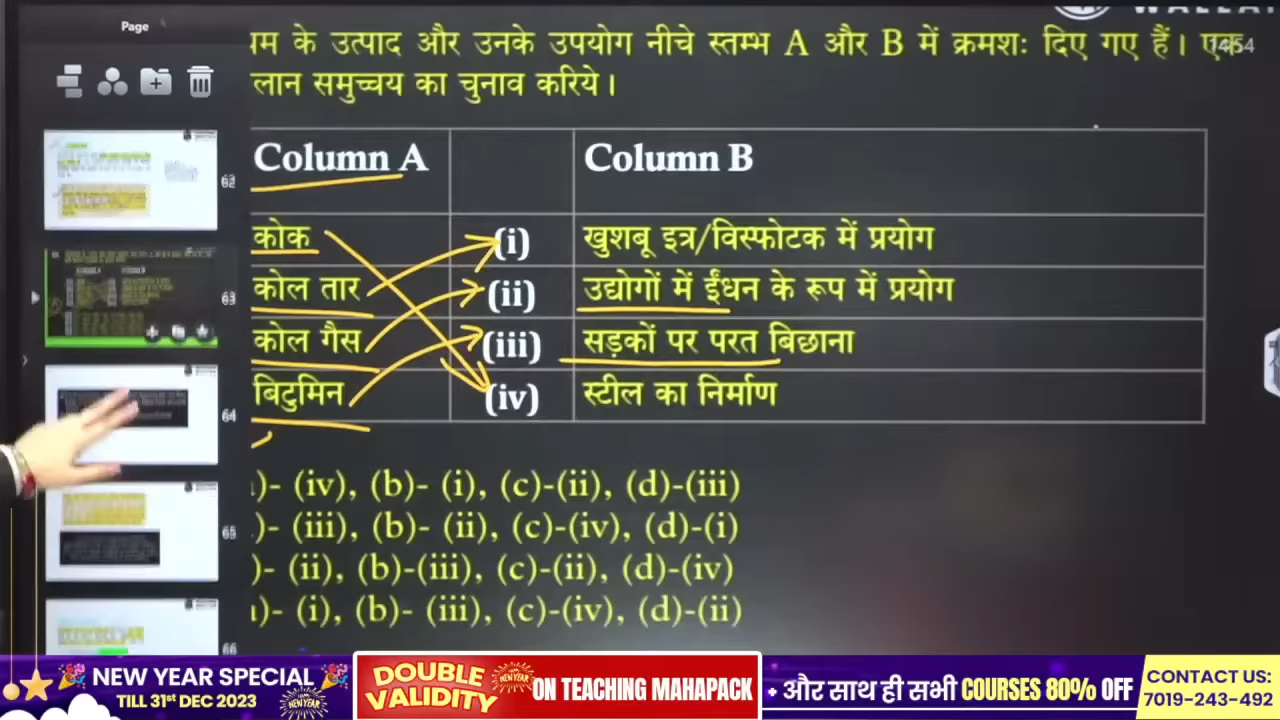 Page
यम के उत्पाद और उनके उपयोग नीचे स्तम्भ A और B में क्रमशः दिए गए हैं। एक
14:54
लान समुच्चय का चुनाव करिये।
Column A Column B
कोक (i) खुशबू इत्र/विस्फोटक में प्रयोग
कोल तार (ii) उद्योगों में ईंधन के रूप में प्रयोग
कोल गैस (iii) सड़कों पर परत बिछाना
बिटुमिन (iv) स्टील का निर्माण
)- (iv), (b)- (i), (c)-(ii), (d)-(iii)
)- (iii), (b)- (ii), (c)-(iv), (d)-(i)
)- (ii), (b)-(iii), (c)-(ii), (d)-(iv)
)- (i), (b)- (iii), (c)-(iv), (d)-(ii)
62
63
64
65
66
NEW YEAR SPECIAL
TILL 31st DEC 2023
DOUBLE
VALIDITY
ON TEACHING MAHAPACK
+ और साथ ही सभी COURSES 80% OFF
CONTACT US:
7019-243-492